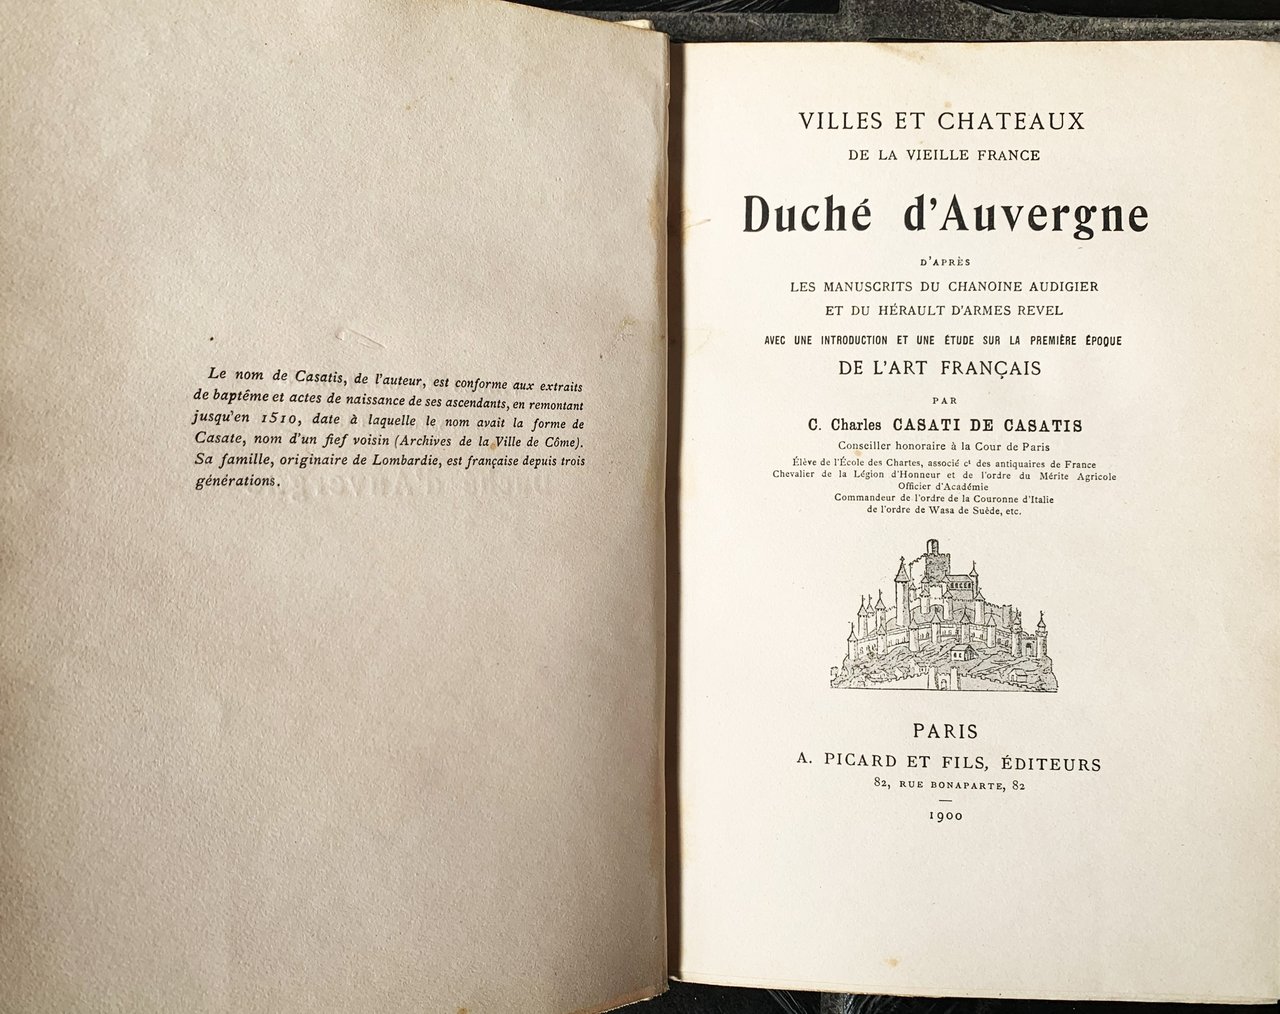 Le nom de Casatis, de l'auteur, est conforme aux extraits
de baptême et actes de naissance de ses ascendants, en remontant
jusqu'en 1510, date à laquelle le nom avait la forme de
Casate, nom d'un fief voisin (Archives de la Ville de Côme).
Sa famille, originaire de Lombardie, est française depuis trois
générations.
VILLES ET CHATEAUX
DE LA VIEILLE FRANCE
Duché d'Auvergne
D'APRÈS
LES MANUSCRITS DU CHANOINE AUDIGIER
ET DU HÉRAULT D'ARMES REVEL
AVEC UNE INTRODUCTION ET UNE ÉTUDE SUR LA PREMIÈRE ÉPOQUE
DE L'ART FRANÇAIS
PAR
C. Charles CASATI DE CASATIS
Conseiller honoraire à la Cour de Paris
Élève de l'École des Chartes, associé cᵗ des antiquaires de France
Chevalier de la Légion d'Honneur et de l'ordre du Mérite Agricole
Officier d'Académie
Commandeur de l'ordre de la Couronne d'Italie
de l'ordre de Wasa de Suède, etc.
PARIS
A. PICARD ET FILS, ÉDITEURS
82, RUE BONAPARTE, 82
1900